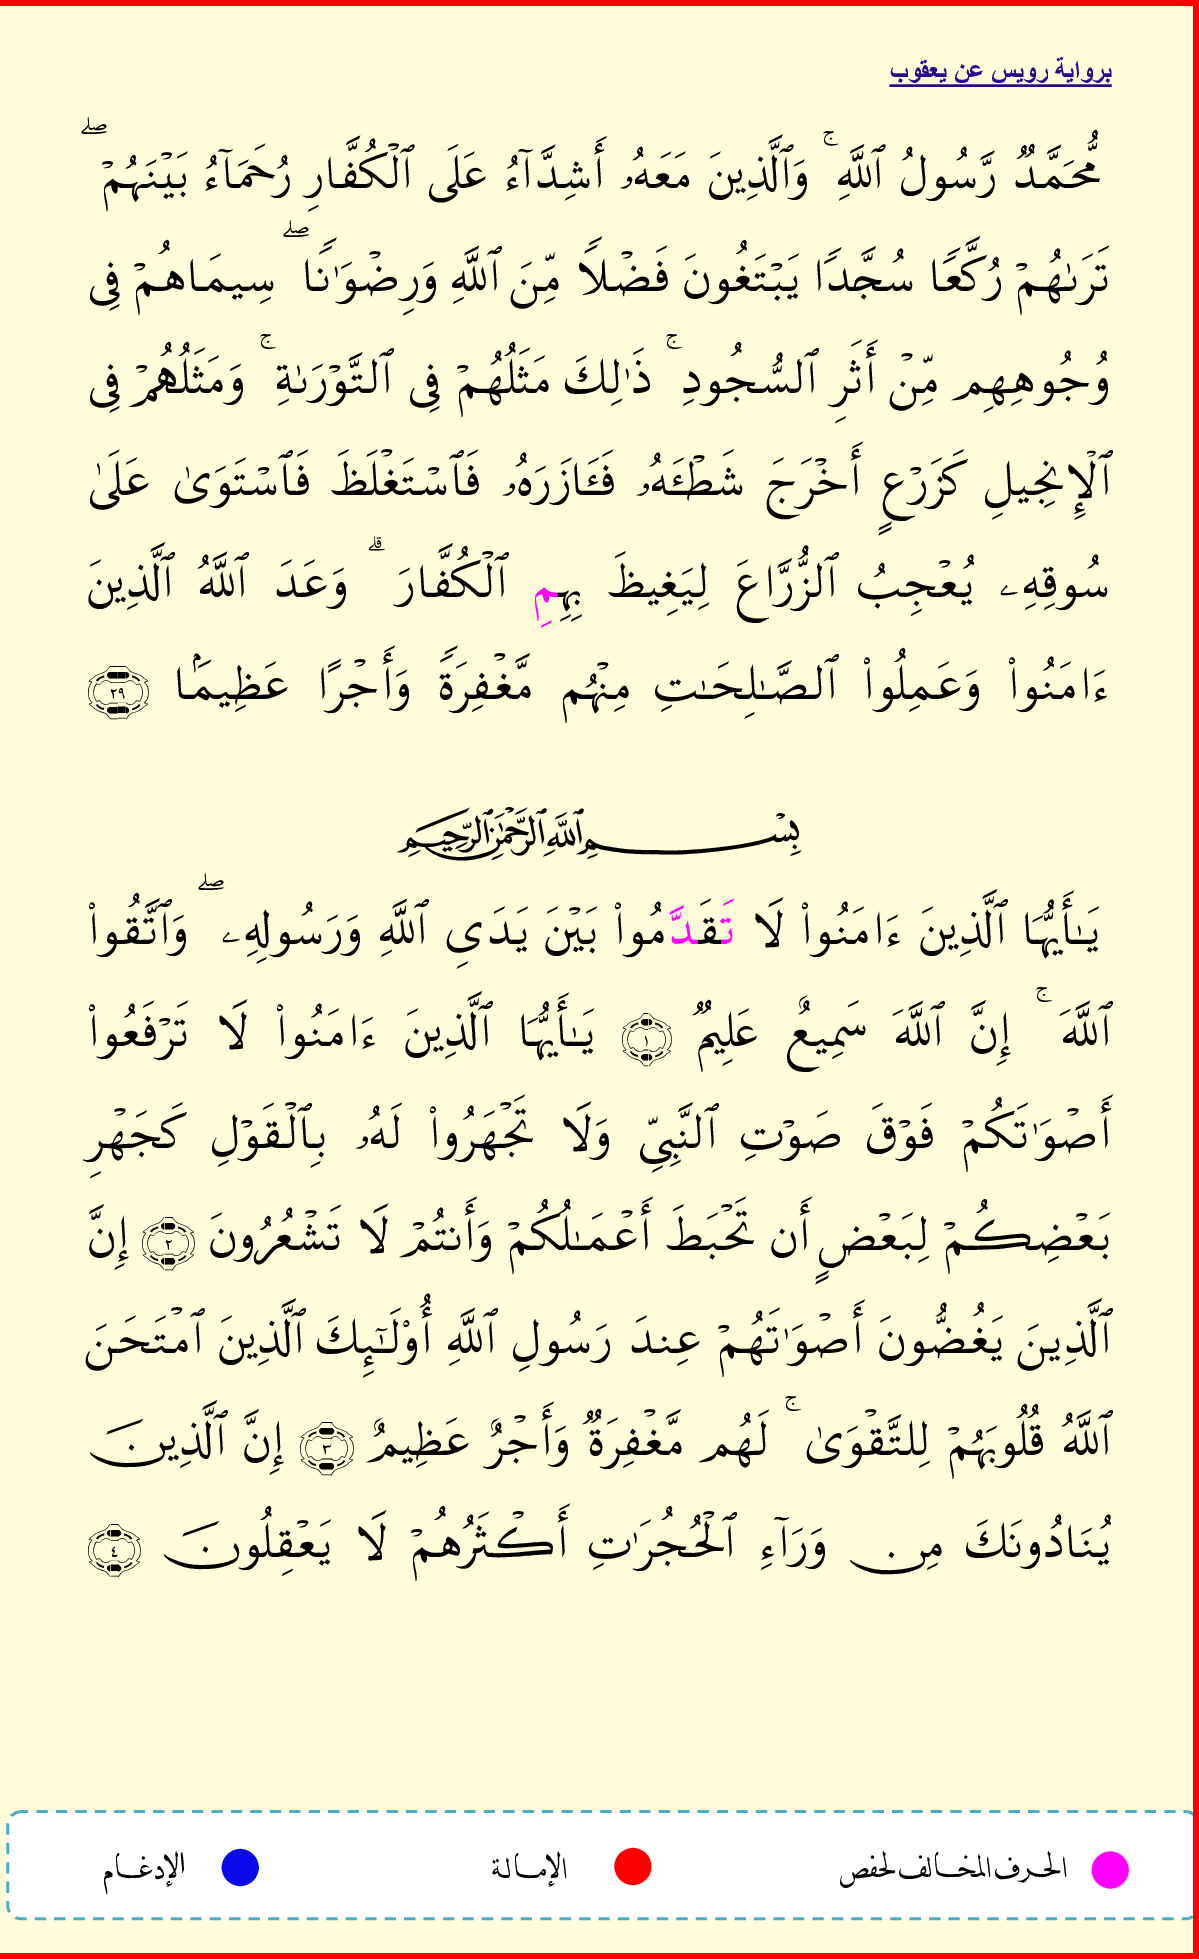 برواية رويس عن يعقوب
مُّحَمَّدٌ رَّسُولُ ٱللَّهِ ۚ وَٱلَّذِينَ مَعَهُۥ أَشِدَّآءُ عَلَى ٱلْكُفَّارِ رُحَمَآءُ بَيْنَهُمْ ۖ
تَرَىٰهُمْ رُكَّعًا سُجَّدًا يَبْتَغُونَ فَضْلًا مِّنَ ٱللَّهِ وَرِضْوَٰنًا ۖ سِيمَاهُمْ فِى
وُجُوهِهِم مِّنْ أَثَرِ ٱلسُّجُودِ ۚ ذَٰلِكَ مَثَلُهُمْ فِى ٱلتَّوْرَىٰةِ ۚ وَمَثَلُهُمْ فِى
ٱلْإِنجِيلِ كَزَرْعٍ أَخْرَجَ شَطْـَٔهُۥ فَـَٔازَرَهُۥ فَٱسْتَغْلَظَ فَٱسْتَوَىٰ عَلَىٰ
سُوقِهِۦ يُعْجِبُ ٱلزُّرَّاعَ لِيَغِيظَ بِهِمِ ٱلْكُفَّارَ ۗ وَعَدَ ٱللَّهُ ٱلَّذِينَ
ءَامَنُوا۟ وَعَمِلُوا۟ ٱلصَّـٰلِحَـٰتِ مِنْهُم مَّغْفِرَةً وَأَجْرًا عَظِيمًۢا ٢٩
بِسْمِ ٱللَّهِ ٱلرَّحْمَـٰنِ ٱلرَّحِيمِ
يَـٰٓأَيُّهَا ٱلَّذِينَ ءَامَنُوا۟ لَا تَقَدَّمُوا۟ بَيْنَ يَدَىِ ٱللَّهِ وَرَسُولِهِۦ ۖ وَٱتَّقُوا۟
ٱللَّهَ ۚ إِنَّ ٱللَّهَ سَمِيعٌ عَلِيمٌ ١ يَـٰٓأَيُّهَا ٱلَّذِينَ ءَامَنُوا۟ لَا تَرْفَعُوا۟
أَصْوَٰتَكُمْ فَوْقَ صَوْتِ ٱلنَّبِىِّ وَلَا تَجْهَرُوا۟ لَهُۥ بِٱلْقَوْلِ كَجَهْرِ
بَعْضِكُمْ لِبَعْضٍ أَن تَحْبَطَ أَعْمَـٰلُكُمْ وَأَنتُمْ لَا تَشْعُرُونَ ٢ إِنَّ
ٱلَّذِينَ يَغُضُّونَ أَصْوَٰتَهُمْ عِندَ رَسُولِ ٱللَّهِ أُو۟لَـٰٓئِكَ ٱلَّذِينَ ٱمْتَحَنَ
ٱللَّهُ قُلُوبَهُمْ لِلتَّقْوَىٰ ۚ لَهُم مَّغْفِرَةٌ وَأَجْرٌ عَظِيمٌ ٣ إِنَّ ٱلَّذِينَ
يُنَادُونَكَ مِن وَرَآءِ ٱلْحُجُرَٰتِ أَكْثَرُهُمْ لَا يَعْقِلُونَ ٤
الحرف المخالف لحفص الإمالة الإدغام